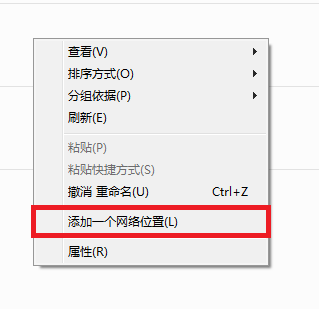 查看(V)
排序方式(O)
分组依据(P)
刷新(E)
粘贴(P)
粘贴快捷方式(S)
撤消 重命名(U) Ctrl+Z
添加一个网络位置(L)
属性(R)